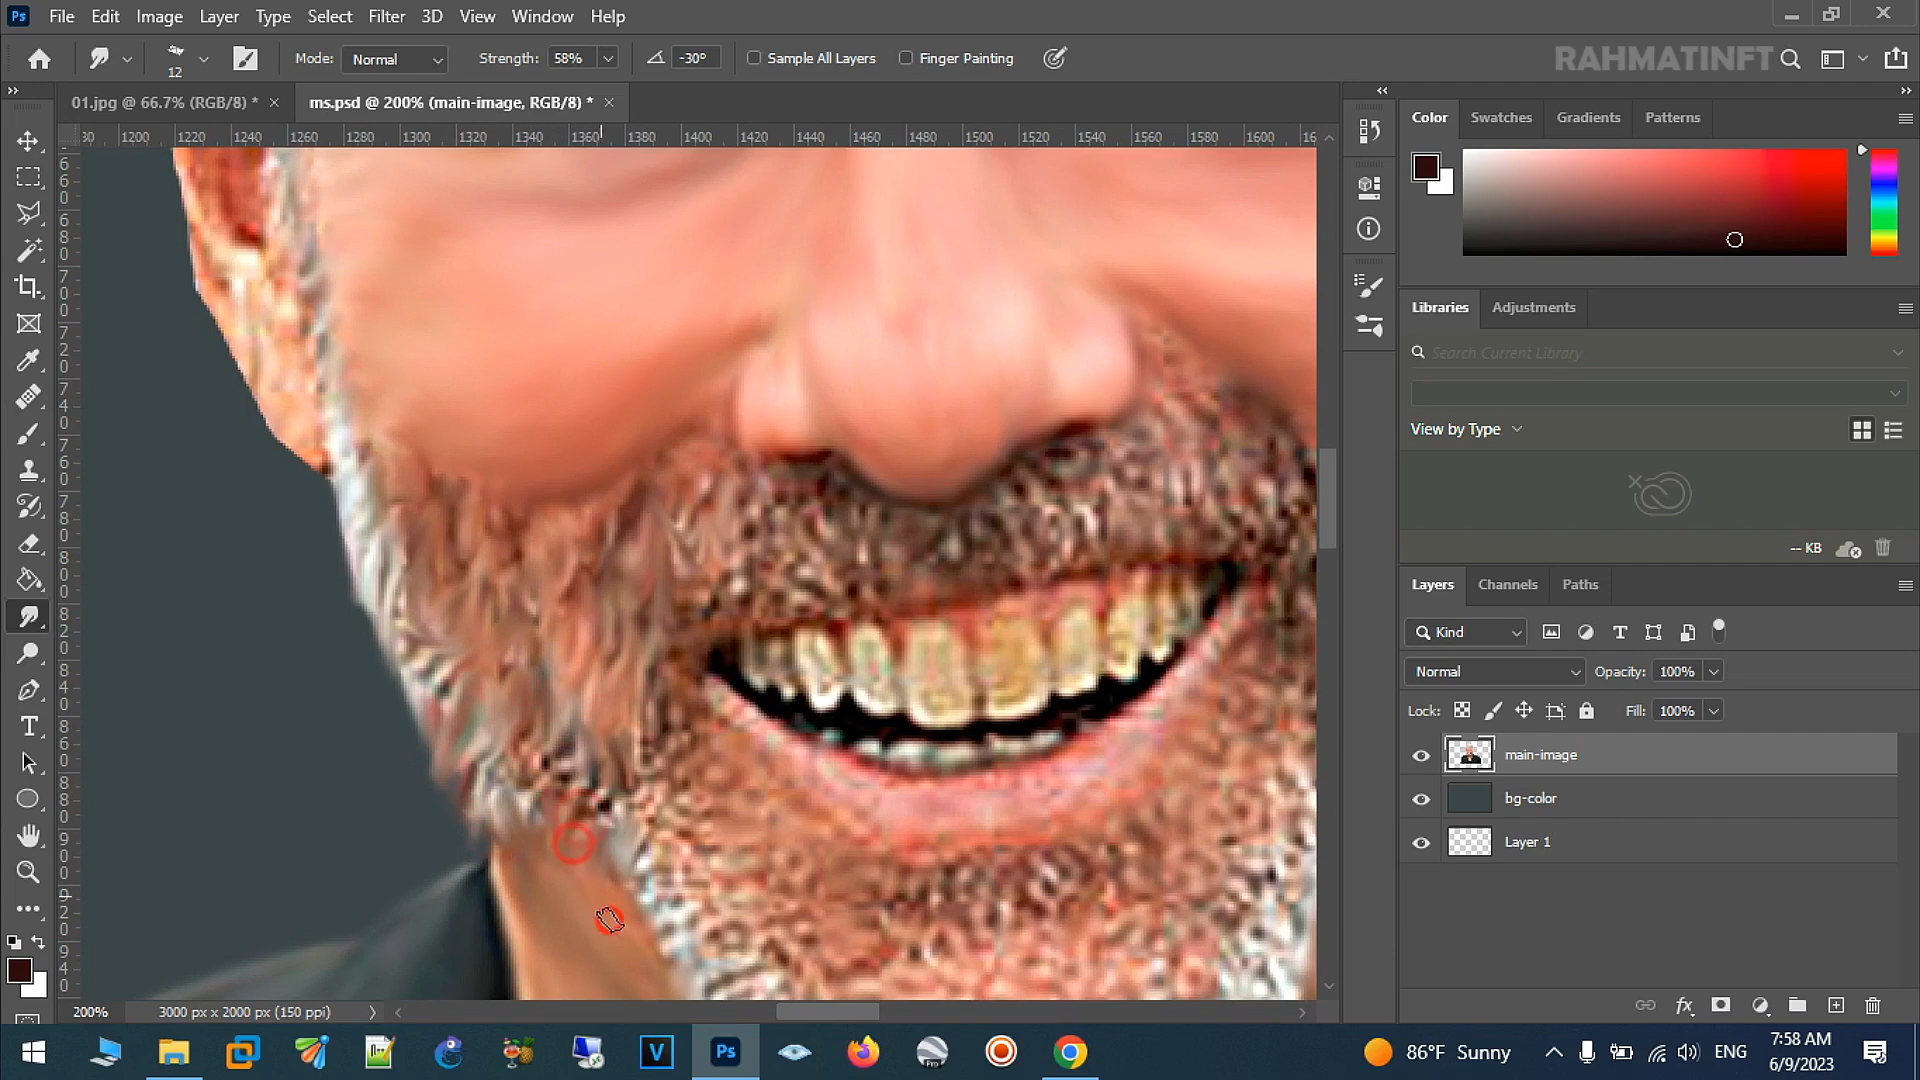 Ps File Edit Image Layer Type Select Filter 3D View Window Help
12 Mode: Normal Strength: 58% -30° Sample All Layers Finger Painting RAHMATINFT
01.jpg @ 66.7% (RGB/8) * ms.psd @ 200% (main-image, RGB/8) *
1200 1220 1240 1260 1280 1300 1320 1340 1360 1380 1400 1420 1440 1460 1480 1500 1520 1540 1560 1580 1600
Color Swatches Gradients Patterns
Libraries Adjustments
Search Current Library
View by Type
-- KB
Layers Channels Paths
Kind
Normal Opacity: 100%
Lock: Fill: 100%
main-image
bg-color
Layer 1
200% 3000 px x 2000 px (150 ppi)
V Ps Pro 86°F Sunny ENG 7:58 AM
6/9/2023